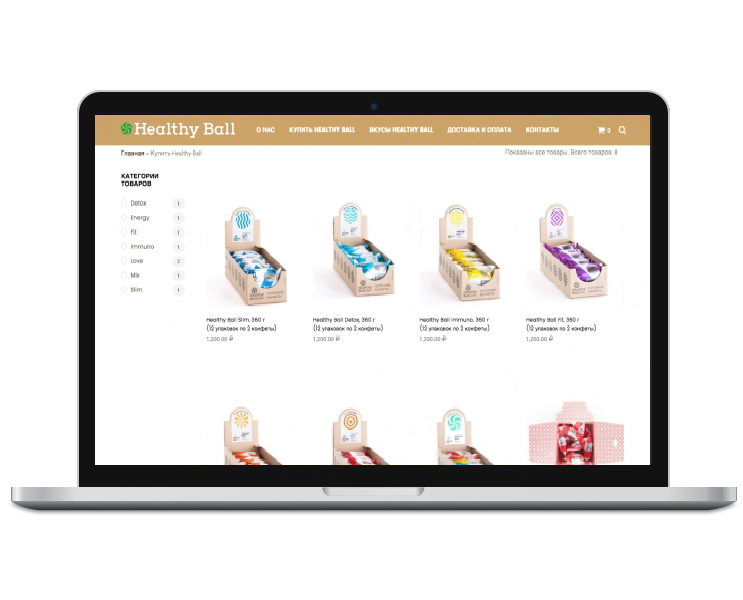 Healthy Ball
О НАС
КУПИТЬ HEALTHY BALL
ВКУСЫ HEALTHY BALL
ДОСТАВКА И ОПЛАТА
КОНТАКТЫ
0
Главная » Купить Healthy Ball
Показаны все товары. Всего товаров: 8
КАТЕГОРИИ
ТОВАРОВ
Detox 1
Energy 1
Fit 1
Immuno 1
Love 2
Mix 1
Slim 1
Healthy Ball Slim, 360 г
(12 упаковок по 2 конфеты)
1,200.00 ₽
Healthy Ball Detox, 360 г
(12 упаковок по 2 конфеты)
1,200.00 ₽
Healthy Ball Immuno, 360 г
(12 упаковок по 2 конфеты)
1,200.00 ₽
Healthy Ball Fit, 360 г
(12 упаковок по 2 конфеты)
1,200.00 ₽